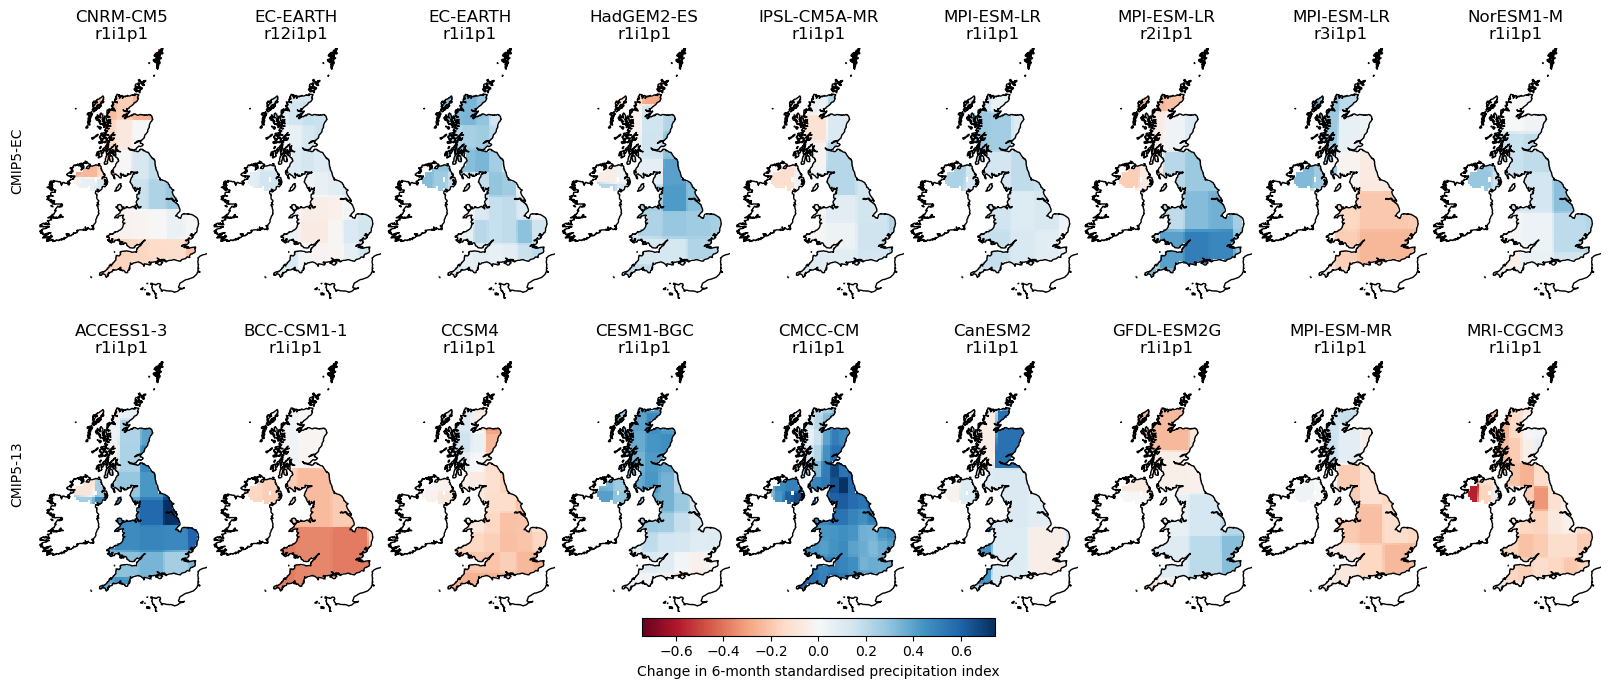 CNRM-CM5
r1i1p1
EC-EARTH
r12i1p1
EC-EARTH
r1i1p1
HadGEM2-ES
r1i1p1
IPSL-CM5A-MR
r1i1p1
MPI-ESM-LR
r1i1p1
MPI-ESM-LR
r2i1p1
MPI-ESM-LR
r3i1p1
NorESM1-M
r1i1p1
CMIP5-EC
ACCESS1-3
r1i1p1
BCC-CSM1-1
r1i1p1
CCSM4
r1i1p1
CESM1-BGC
r1i1p1
CMCC-CM
r1i1p1
CanESM2
r1i1p1
GFDL-ESM2G
r1i1p1
MPI-ESM-MR
r1i1p1
MRI-CGCM3
r1i1p1
CMIP5-13
−0.6 −0.4 −0.2 0.0 0.2 0.4 0.6
Change in 6-month standardised precipitation index